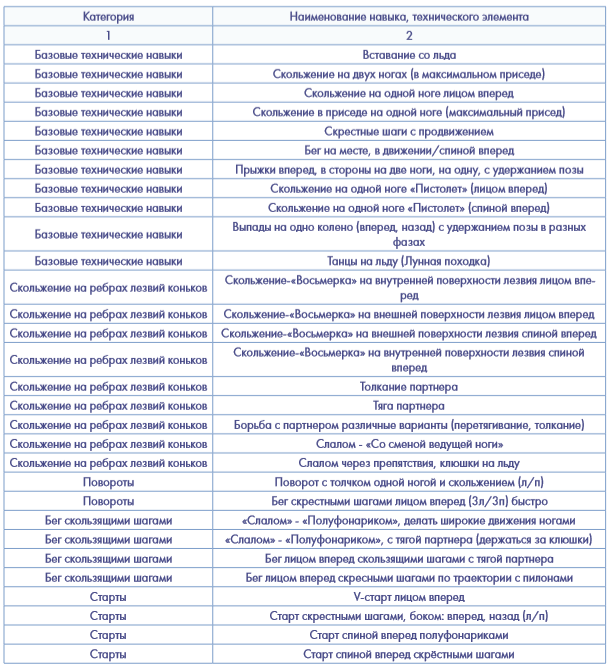 Категория Наименование навыка, технического элемента
1 2
Базовые технические навыки Вставание со льда
Базовые технические навыки Скольжение на двух ногах (в максимальном приседе)
Базовые технические навыки Скольжение на одной ноге лицом вперед
Базовые технические навыки Скольжение в приседе на одной ноге (максимальный присед)
Базовые технические навыки Скрестные шаги с продвижением
Базовые технические навыки Бег на месте, в движении/спиной вперед
Базовые технические навыки Прыжки вперед, в стороны на две ноги, на одну, с удержанием позы
Базовые технические навыки Скольжение на одной ноге «Пистолет» (лицом вперед)
Базовые технические навыки Скольжение на одной ноге «Пистолет» (спиной вперед)
Базовые технические навыки Выпады на одно колено (вперед, назад) с удержанием позы в разных
фазах
Базовые технические навыки Танцы на льду (Лунная походка)
Скольжение на ребрах лезвий коньков Скольжение-«Восьмерка» на внутренней поверхности лезвия лицом впе-
ред
Скольжение на ребрах лезвий коньков Скольжение-«Восьмерка» на внешней поверхности лезвия лицом вперед
Скольжение на ребрах лезвий коньков Скольжение-«Восьмерка» на внешней поверхности лезвия спиной вперед
Скольжение на ребрах лезвий коньков Скольжение-«Восьмерка» на внутренней поверхности лезвия спиной
вперед
Скольжение на ребрах лезвий коньков Толкание партнера
Скольжение на ребрах лезвий коньков Тяга партнера
Скольжение на ребрах лезвий коньков Борьба с партнером различные варианты (перетягивание, толкание)
Скольжение на ребрах лезвий коньков Слалом - «Со сменой ведущей ноги»
Скольжение на ребрах лезвий коньков Слалом через препятствия, клюшки на льду
Повороты Поворот с толчком одной ногой и скольжением (л/п)
Повороты Бег скрестными шагами лицом вперед (3л/3п) быстро
Бег скользящими шагами «Слалом» - «Полуфонариком», делать широкие движения ногами
Бег скользящими шагами «Слалом» - «Полуфонариком», с тягой партнера (держаться за клюшки)
Бег скользящими шагами Бег лицом вперед скользящими шагами с тягой партнера
Бег скользящими шагами Бег лицом вперед скресными шагами по траектории с пилонами
Старты V-старт лицом вперед
Старты Старт скрестными шагами, боком: вперед, назад (л/п)
Старты Старт спиной вперед полуфонариками
Старты Старт спиной вперед скрёстными шагами